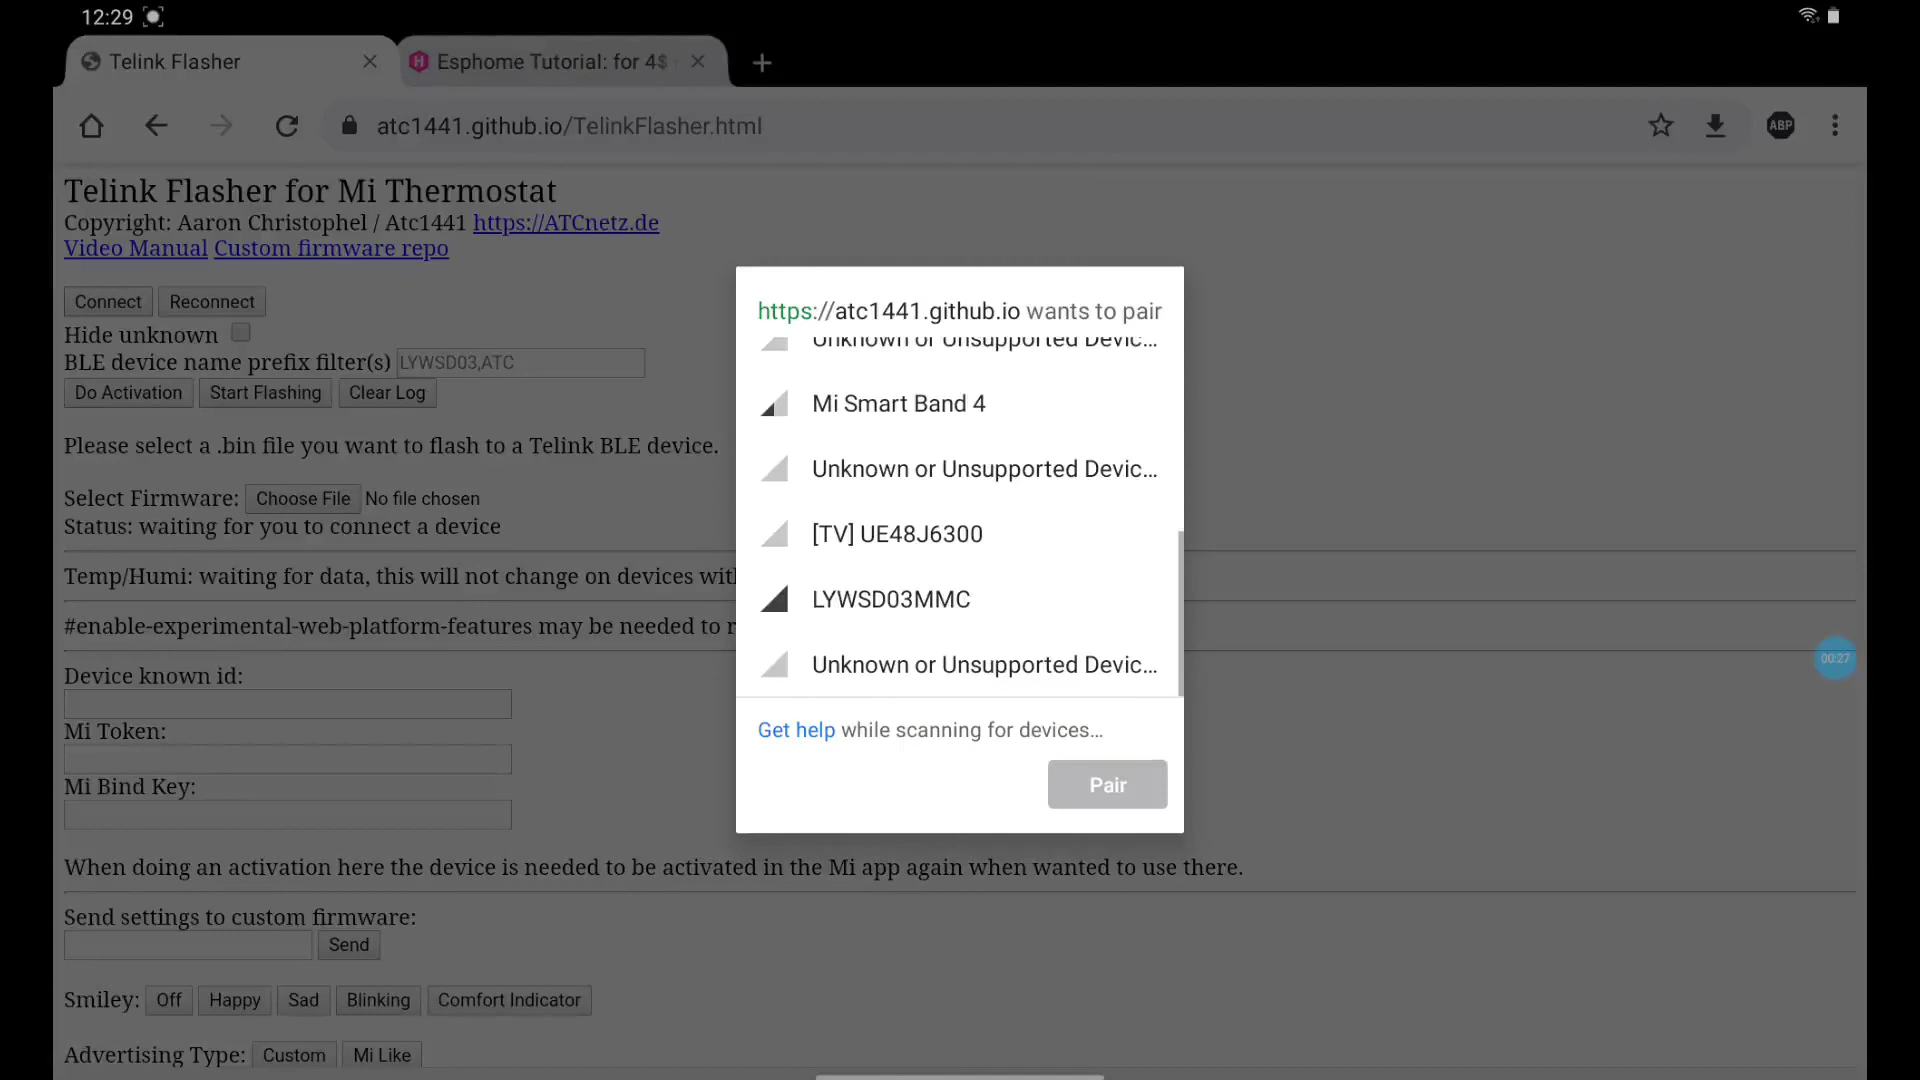 12:29
Telink Flasher
Esphome Tutorial: for 4$
atc1441.github.io/TelinkFlasher.html
ABP
Telink Flasher for Mi Thermostat
Copyright: Aaron Christophel / Atc1441 https://ATCnetz.de
Video Manual Custom firmware repo
Connect Reconnect
Hide unknown
BLE device name prefix filter(s) LYWSD03,ATC
Do Activation Start Flashing Clear Log
Please select a .bin file you want to flash to a Telink BLE device.
Select Firmware: Choose File No file chosen
Status: waiting for you to connect a device
Temp/Humi: waiting for data, this will not change on devices wit
#enable-experimental-web-platform-features may be needed to r
Device known id:
Mi Token:
Mi Bind Key:
When doing an activation here the device is needed to be activated in the Mi app again when wanted to use there.
Send settings to custom firmware:
Send
Smiley: Off Happy Sad Blinking Comfort Indicator
Advertising Type: Custom Mi Like
https://atc1441.github.io wants to pair
Unknown or Unsupported Devic...
Mi Smart Band 4
Unknown or Unsupported Devic...
[TV] UE48J6300
LYWSD03MMC
Unknown or Unsupported Devic...
Get help while scanning for devices…
Pair
00:27